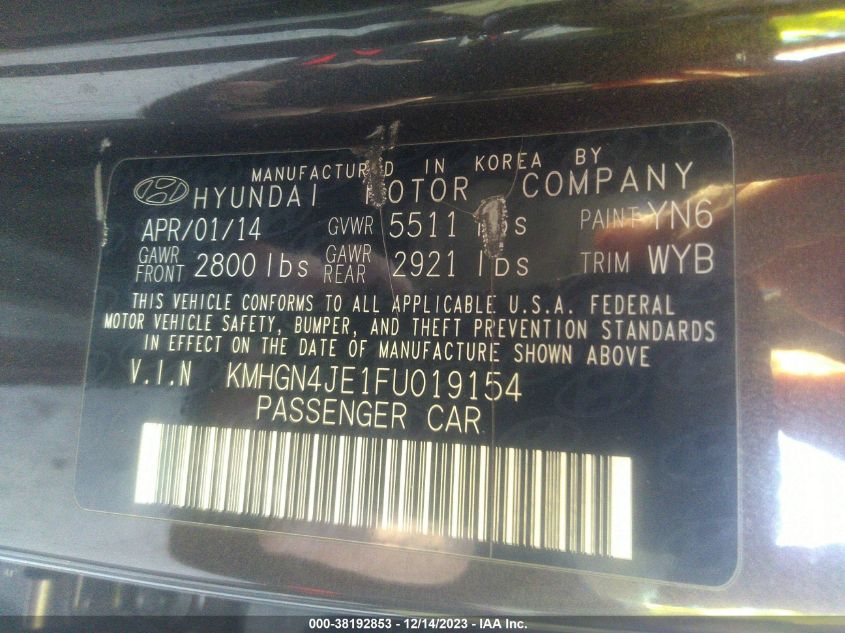 MANUFACTURED IN KOREA BY
HYUNDAI MOTOR COMPANY
APR/01/14 GVWR 5511 lbs PAINT YN6
GAWR FRONT 2800 lbs GAWR REAR 2921 lbs TRIM WYB
THIS VEHICLE CONFORMS TO ALL APPLICABLE U.S.A. FEDERAL
MOTOR VEHICLE SAFETY, BUMPER, AND THEFT PREVENTION STANDARDS
IN EFFECT ON THE DATE OF MANUFACTURE SHOWN ABOVE
V.I.N KMHGN4JE1FU019154
PASSENGER CAR
000-38192853 - 12/14/2023 - IAA Inc.